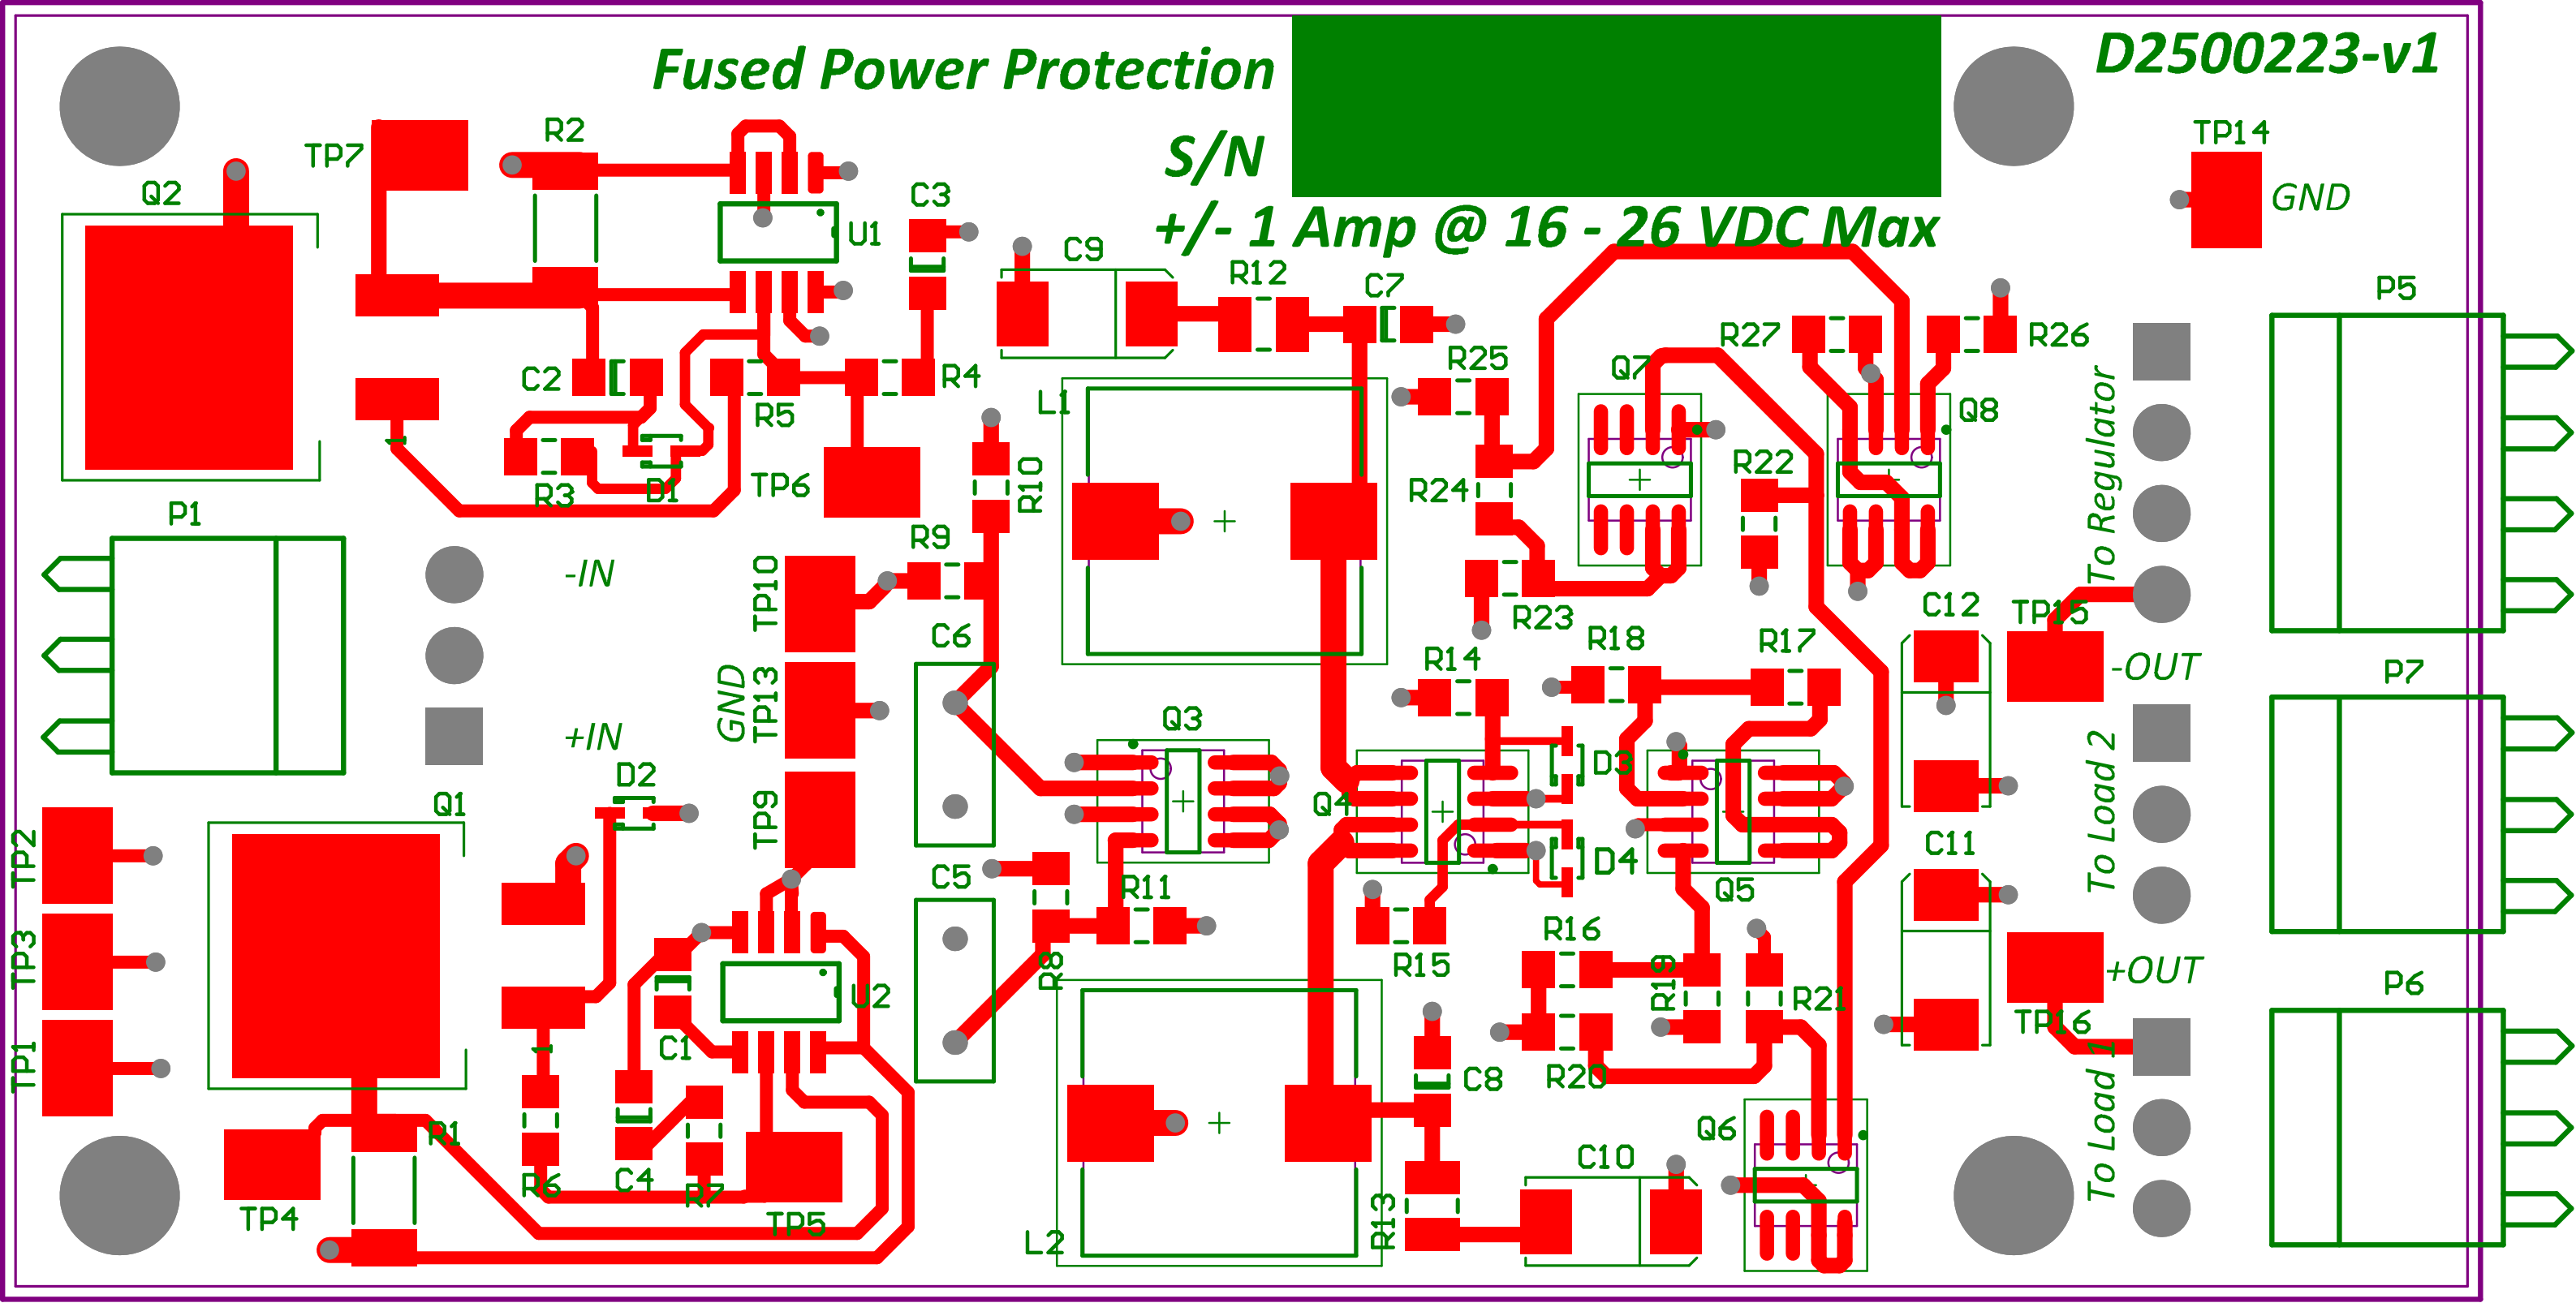 Fused Power Protection
D2500223-v1
S/N
+/- 1 Amp @ 16 - 26 VDC Max
TP14
GND
R2
TP7
Q2
C3
U1
C9
R12
C7
P5
R27
R26
R25
Q7
C2
R4
R5
L1
Q8
To Regulator
R3
D1
TP6
R10
R24
R22
P1
R9
-IN
TP10
R23
C12
TP15
C6
R14
R18
R17
-OUT
P7
GND
TP13
+IN
Q3
D2
D3
Q1
Q4
To Load 2
TP2
TP9
C5
R11
D4
Q5
C11
TP3
R8
R15
R16
R19
+OUT
P6
U2
R21
TP16
1
1
TP1
C1
C8
R20
To Load 1
R1
Q6
R6
C4
R7
C10
TP4
TP5
L2
R13